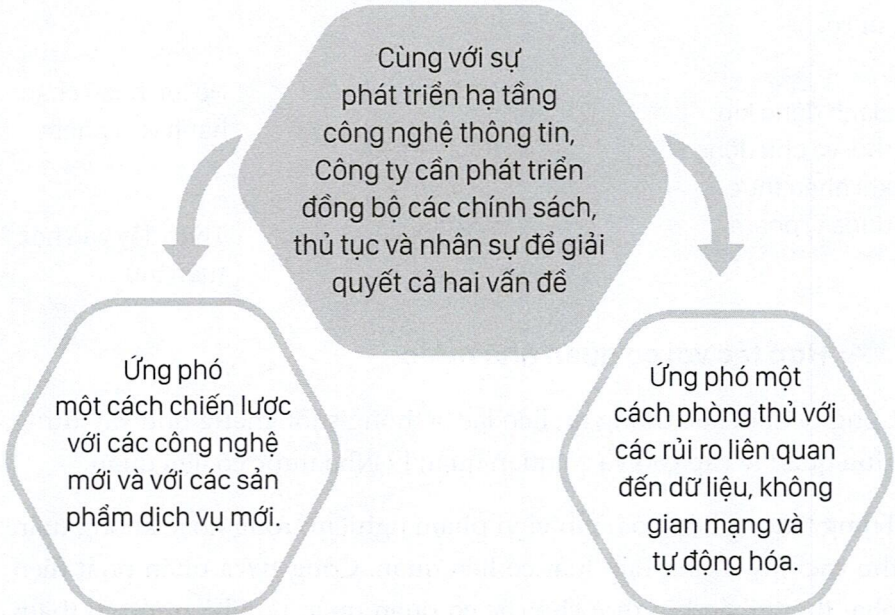 Cùng với sự
phát triển hạ tầng
công nghệ thông tin,
Công ty cần phát triển
đồng bộ các chính sách,
thủ tục và nhân sự để giải
quyết cả hai vấn đề
Ứng phó
một cách chiến lược
với các công nghệ
mới và với các sản
phẩm dịch vụ mới.
Ứng phó một
cách phòng thủ với
các rủi ro liên quan
đến dữ liệu, không
gian mạng và
tự động hóa.